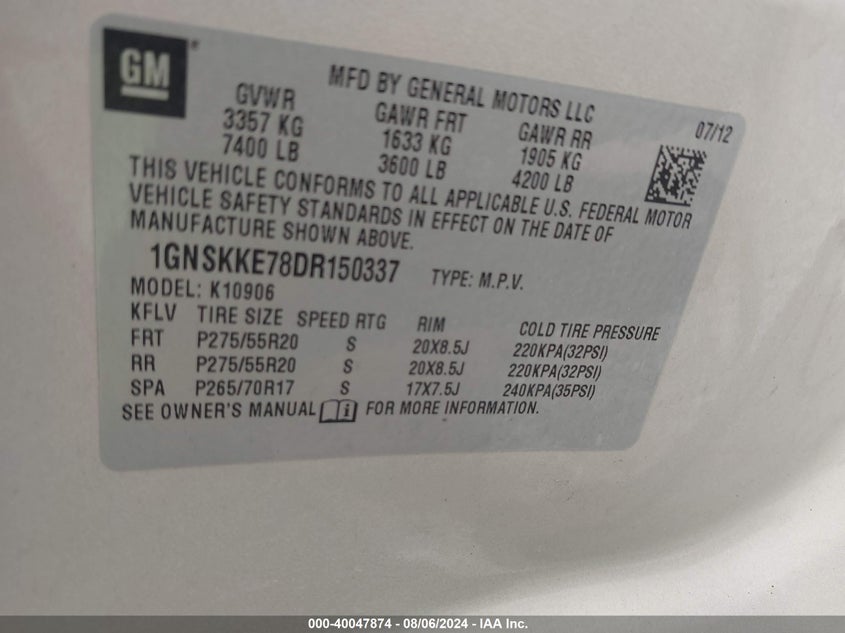 GM
MFD BY GENERAL MOTORS LLC
07/12
GVWR GAWR FRT GAWR RR
3357 KG 1633 KG 1905 KG
7400 LB 3600 LB 4200 LB
THIS VEHICLE CONFORMS TO ALL APPLICABLE U.S. FEDERAL MOTOR
VEHICLE SAFETY STANDARDS IN EFFECT ON THE DATE OF
MANUFACTURE SHOWN ABOVE.
1GNSKKE78DR150337 TYPE: M.P.V.
MODEL: K10906
KFLV TIRE SIZE SPEED RTG RIM COLD TIRE PRESSURE
FRT P275/55R20 S 20X8.5J 220KPA(32PSI)
RR P275/55R20 S 20X8.5J 220KPA(32PSI)
SPA P265/70R17 S 17X7.5J 240KPA(35PSI)
SEE OWNER'S MANUAL FOR MORE INFORMATION.
000-40047874 - 08/06/2024 - IAA Inc.